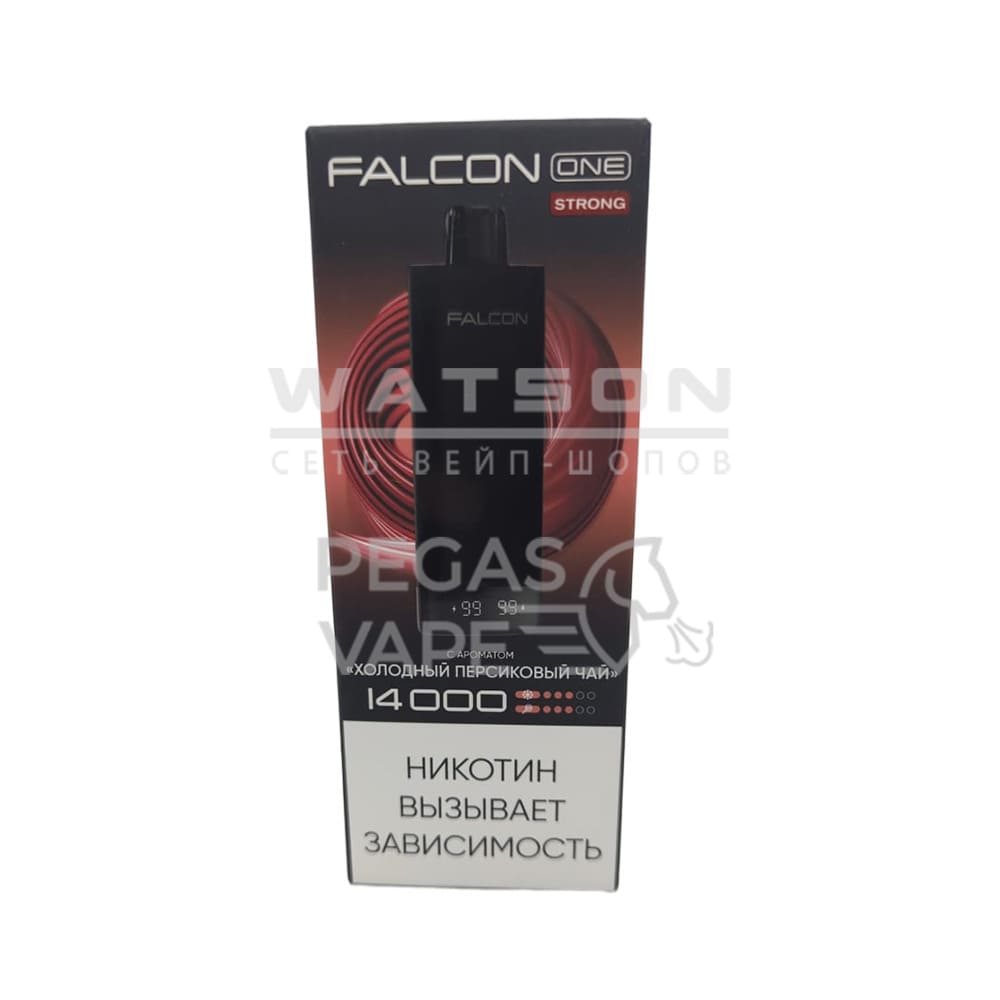 FALCON ONE
STRONG
FALCON
WATSON
СЕТЬ ВЕЙП-ШОПОВ
PEGAS
VAPE
99 99
С АРОМАТОМ
«ХОЛОДНЫЙ ПЕРСИКОВЫЙ ЧАЙ»
14 000
НИКОТИН
ВЫЗЫВАЕТ
ЗАВИСИМОСТЬ